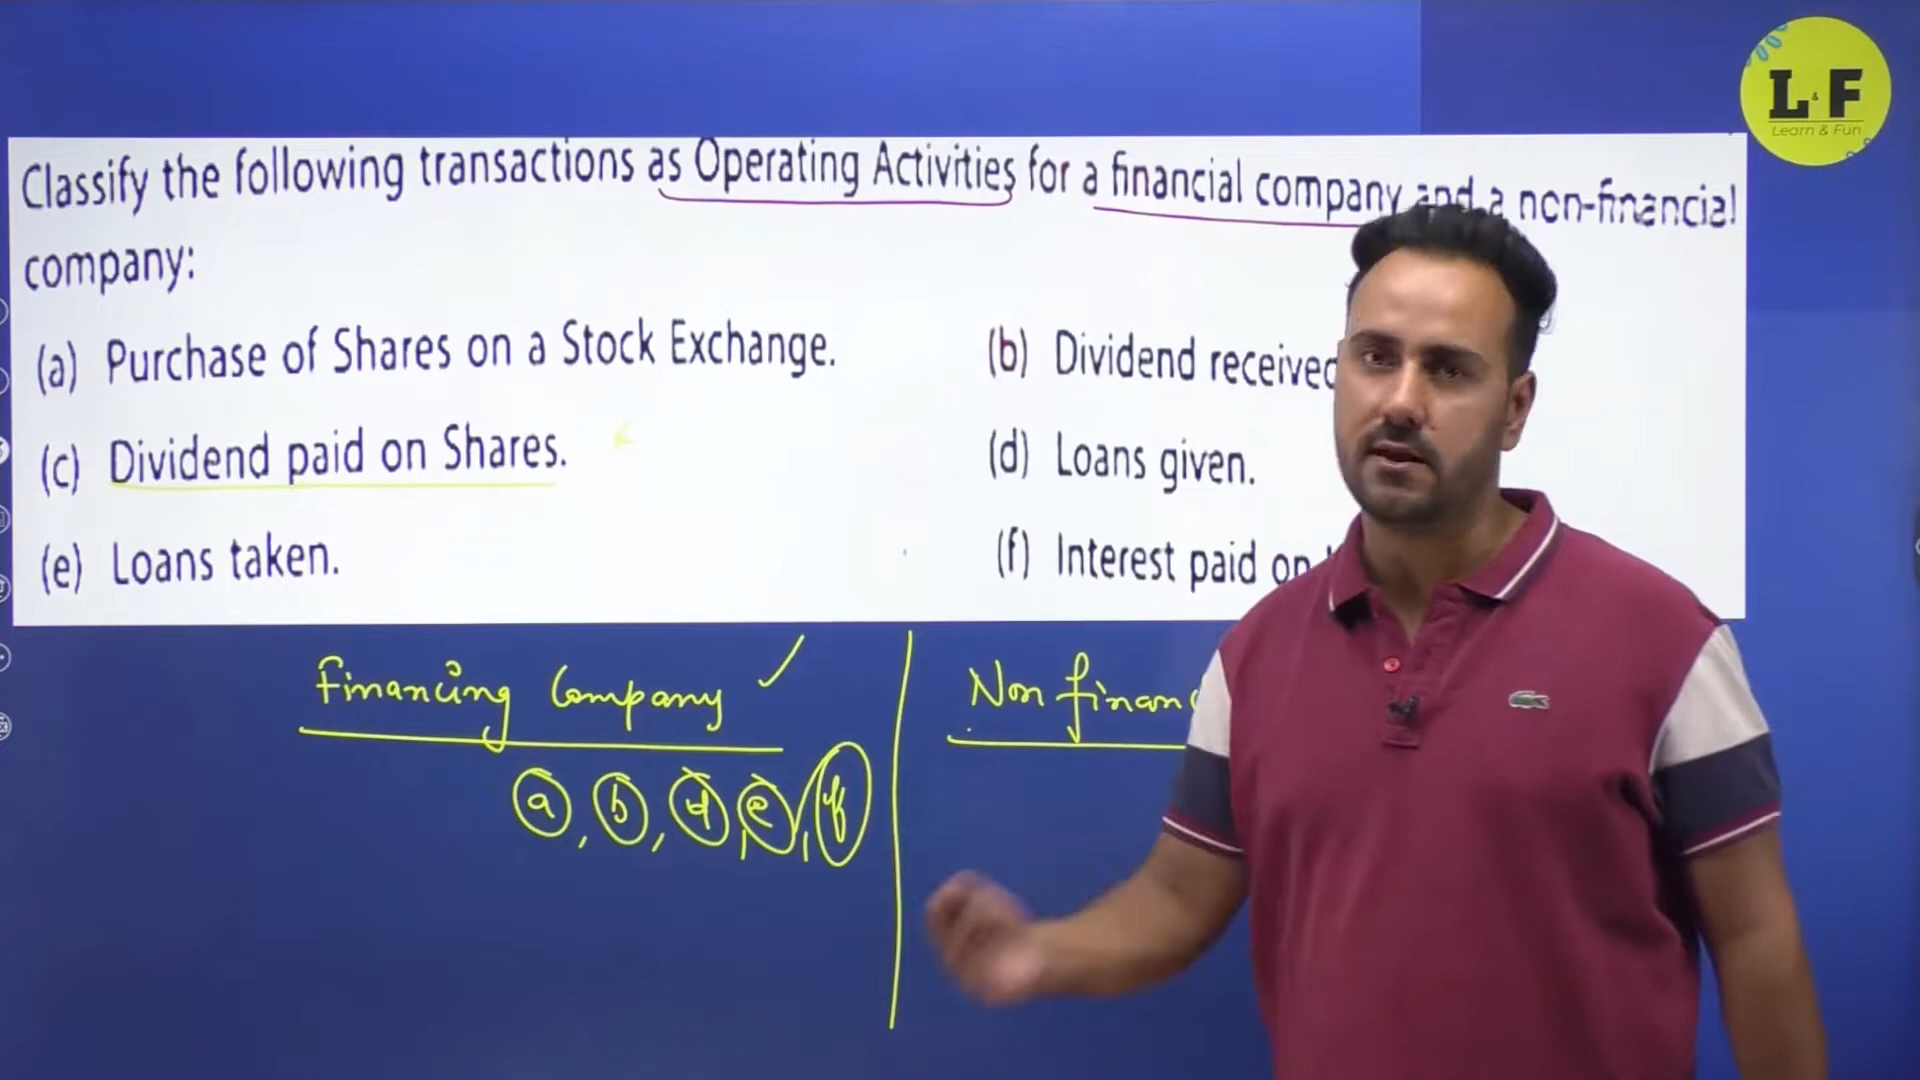 L & F
Learn & Fun
Classify the following transactions as Operating Activities for a financial company and a non-financial
company:
(a) Purchase of Shares on a Stock Exchange. (b) Dividend received
(c) Dividend paid on Shares. (d) Loans given.
(e) Loans taken. (f) Interest paid on
Financing Company ✓ Non financ
a, b, d, e, f